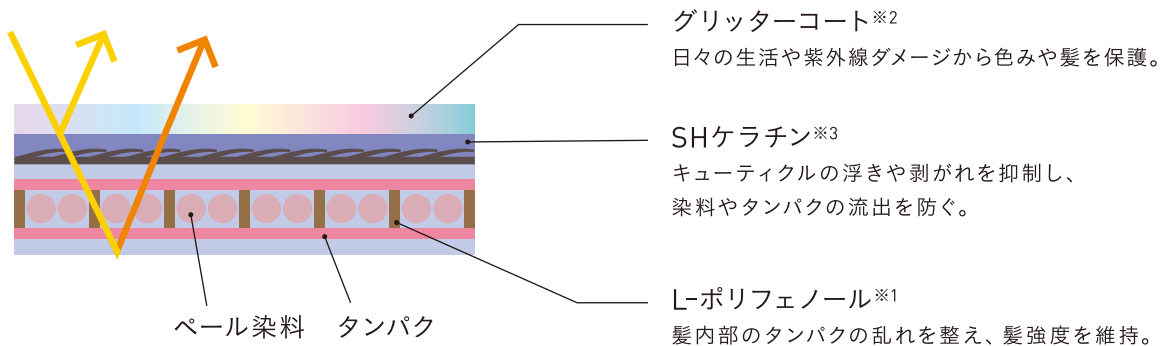 グリッターコート※2
日々の生活や紫外線ダメージから色みや髪を保護。
SHケラチン※3
キューティクルの浮きや剥がれを抑制し、
染料やタンパクの流出を防ぐ。
L-ポリフェノール※1
髪内部のタンパクの乱れを整え、髪強度を維持。
ペール染料
タンパク